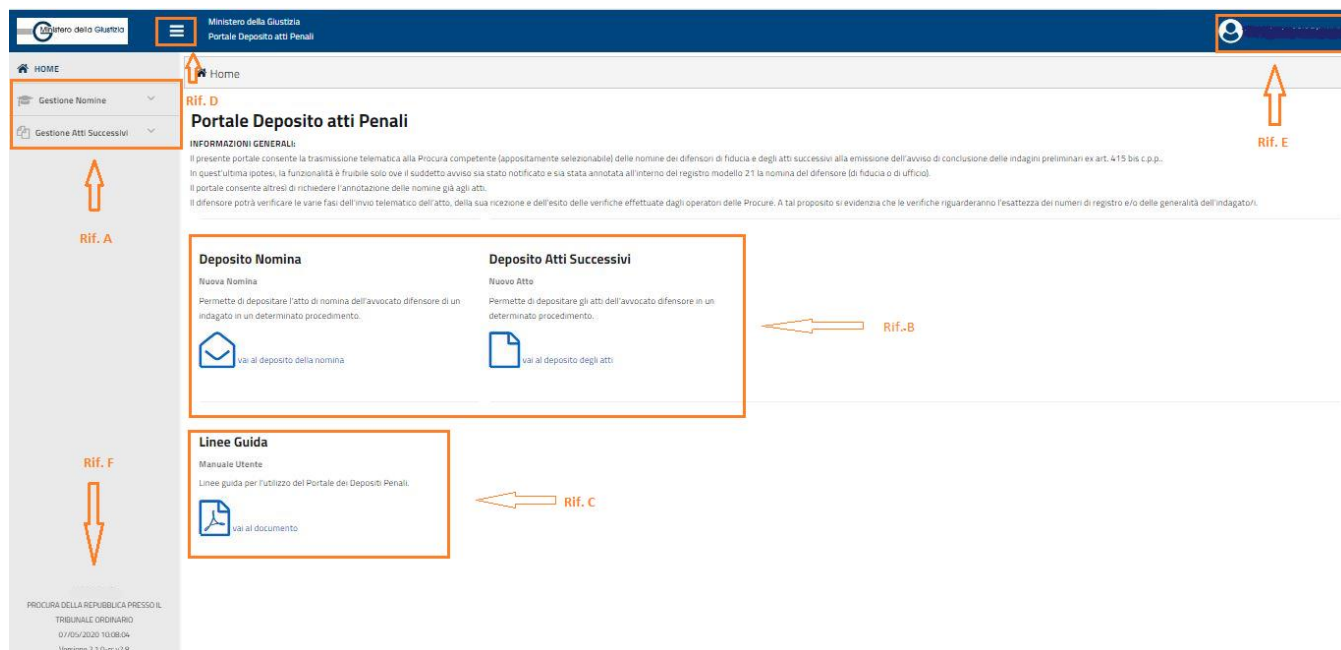 Ministero della Giustizia
Ministero della Giustizia
Portale Deposito atti Penali
HOME
Home
Gestione Nomine
Rif. D
Gestione Atti Successivi
Rif. E
Portale Deposito atti Penali
INFORMAZIONI GENERALI:
Il presente portale consente la trasmissione telematica alla Procura competente (appositamente selezionabile) delle nomine dei difensori di fiducia e degli atti successivi alla emissione dell'avviso di conclusione delle indagini preliminari ex art. 415 bis c.p.p..
In quest'ultima ipotesi, la funzionalità è fruibile solo ove il suddetto avviso sia stato notificato e sia stata annotata all'interno del registro modello 21 la nomina del difensore (di fiducia o di ufficio).
Il portale consente altresì di richiedere l'annotazione delle nomine già agli atti.
Il difensore potrà verificare le varie fasi dell'invio telematico dell'atto, della sua ricezione e dell'esito delle verifiche effettuate dagli operatori delle Procure. A tal proposito si evidenzia che le verifiche riguarderanno l'esattezza dei numeri di registro e/o delle generalità dell'indagato/i.
Rif. A
Deposito Nomina
Nuova Nomina
Permette di depositare l'atto di nomina dell'avvocato difensore di un
indagato in un determinato procedimento.
vai al deposito della nomina
Deposito Atti Successivi
Nuovo Atto
Permette di depositare gli atti dell'avvocato difensore in un
determinato procedimento.
vai al deposito degli atti
Rif.-B
Linee Guida
Manuale Utente
Linee guida per l'utilizzo del Portale dei Depositi Penali.
vai al documento
Rif. C
Rif. F
PROCURA DELLA REPUBBLICA PRESSO IL
TRIBUNALE ORDINARIO
07/05/2020 10:08:04
Versione